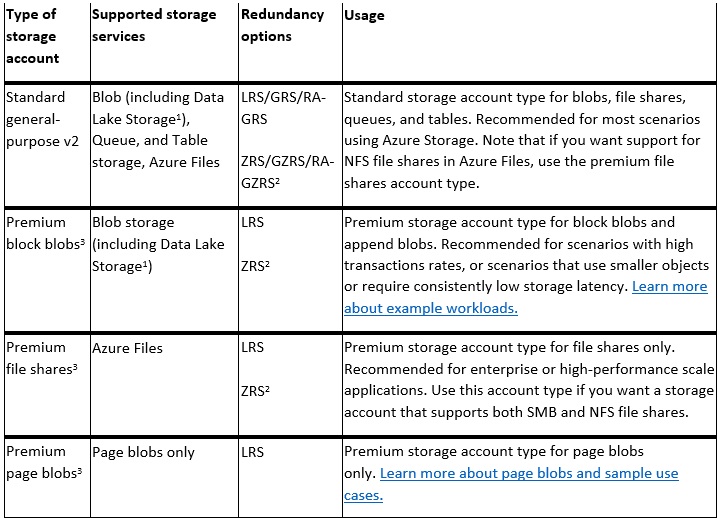 Type of
storage
account
Supported storage
services
Redundancy
options
Usage
Standard
general-
purpose v2
Blob (including Data
Lake Storage¹),
Queue, and Table
storage, Azure Files
LRS/GRS/RA-
GRS
ZRS/GZRS/RA-
GZRS²
Standard storage account type for blobs, file shares,
queues, and tables. Recommended for most scenarios
using Azure Storage. Note that if you want support for
NFS file shares in Azure Files, use the premium file
shares account type.
Premium
block blobs³
Blob storage
(including Data Lake
Storage¹)
LRS
ZRS²
Premium storage account type for block blobs and
append blobs. Recommended for scenarios with high
transactions rates, or scenarios that use smaller objects
or require consistently low storage latency. Learn more
about example workloads.
Premium
file shares³
Azure Files
LRS
ZRS²
Premium storage account type for file shares only.
Recommended for enterprise or high-performance scale
applications. Use this account type if you want a storage
account that supports both SMB and NFS file shares.
Premium
page blobs³
Page blobs only
LRS
Premium storage account type for page blobs
only. Learn more about page blobs and sample use
cases.